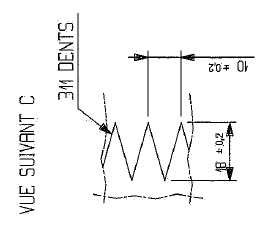 VUE SUIVANT C
311 DENTS
10 ± 0,2
18 ± 0,2